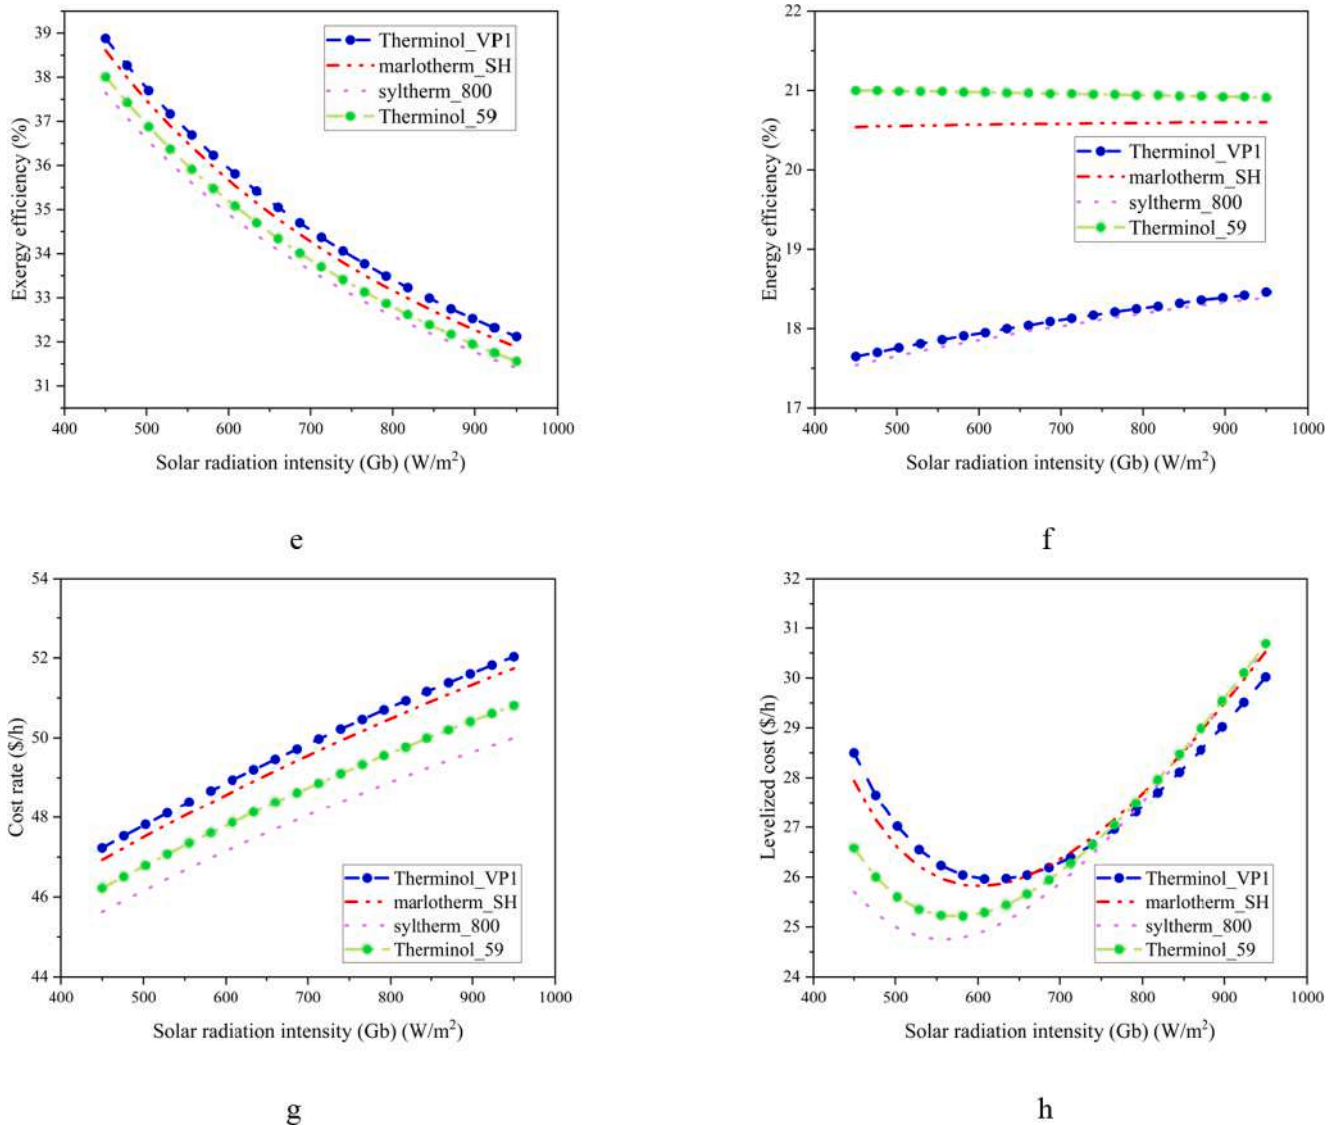 39
38
37
36
35
34
33
32
31
Exergy efficiency (%)
Therminol_VP1
marlotherm_SH
syltherm_800
Therminol_59
400 500 600 700 800 900 1000
Solar radiation intensity (Gb) (W/m²)
e
22
21
20
19
18
17
Energy efficiency (%)
Therminol_VP1
marlotherm_SH
syltherm_800
Therminol_59
400 500 600 700 800 900 1000
Solar radiation intensity (Gb) (W/m²)
f
54
52
50
48
46
44
Cost rate ($/h)
Therminol_VP1
marlotherm_SH
syltherm_800
Therminol_59
400 500 600 700 800 900 1000
Solar radiation intensity (Gb) (W/m²)
g
32
31
30
29
28
27
26
25
24
Levelized cost ($/h)
Therminol_VP1
marlotherm_SH
syltherm_800
Therminol_59
400 500 600 700 800 900 1000
Solar radiation intensity (Gb) (W/m²)
h